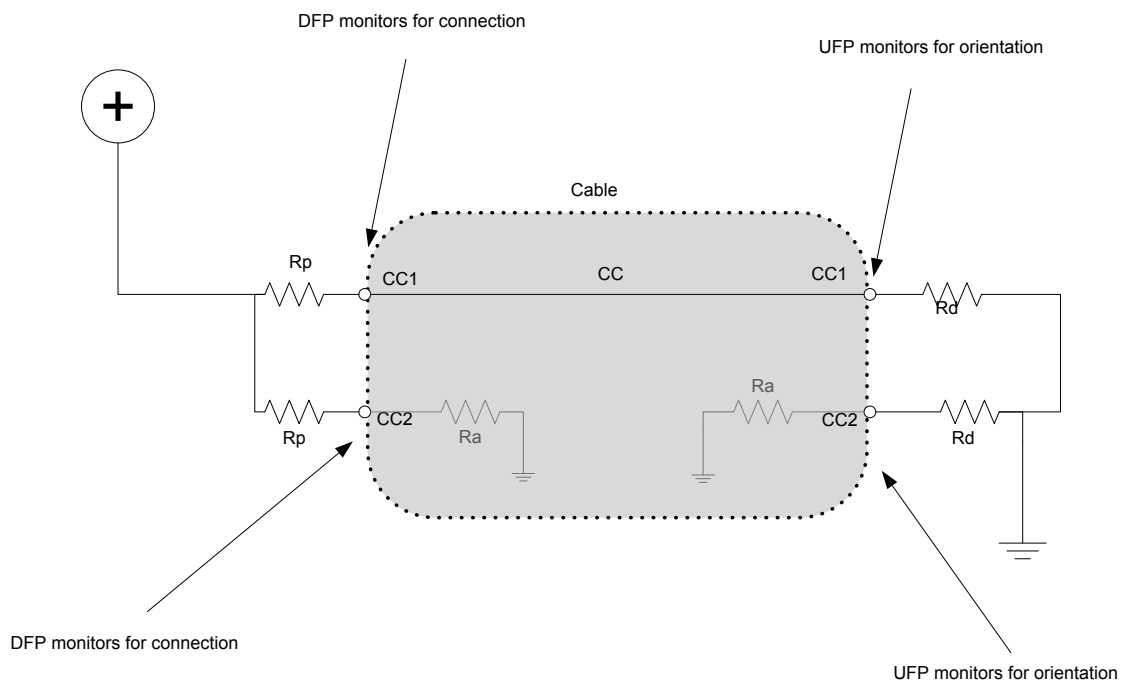 DFP monitors for connection
UFP monitors for orientation
+
Cable
Rp
CC1
CC
CC1
Rd
Ra
Rp
CC2
Ra
CC2
Rd
DFP monitors for connection
UFP monitors for orientation